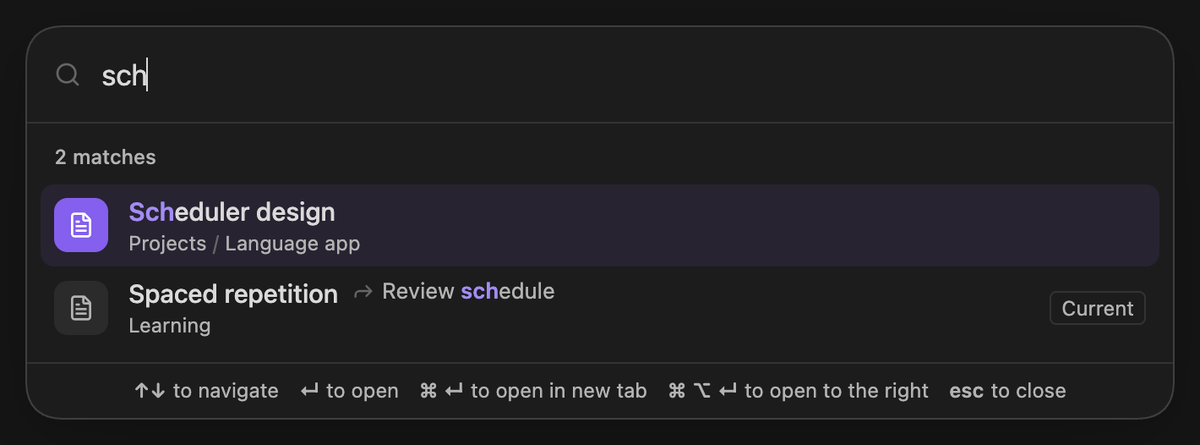 sch
2 matches
Scheduler design
Projects / Language app
Spaced repetition ↪ Review schedule
Learning
Current
↑↓ to navigate ↵ to open ⌘ ↵ to open in new tab ⌘ ⌥ ↵ to open to the right esc to close